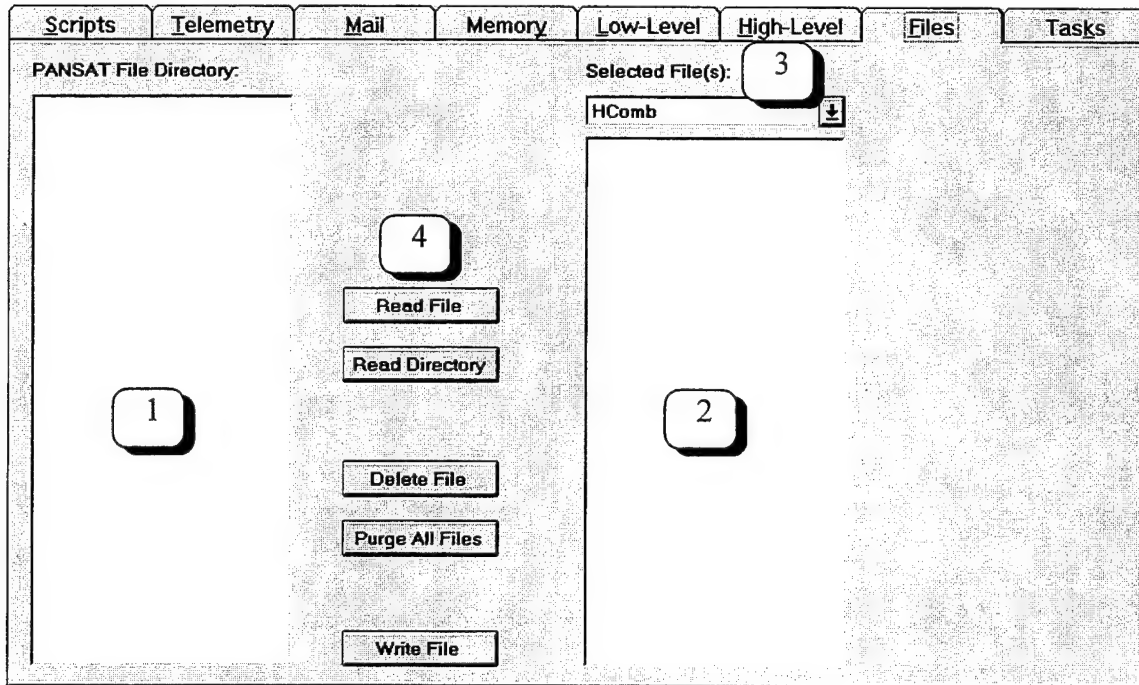 Scripts Telemetry Mail Memory Low-Level High-Level Files Tasks
PANSAT File Directory:
Selected File(s):
3
HComb
4
Read File
Read Directory
1
2
Delete File
Purge All Files
Write File